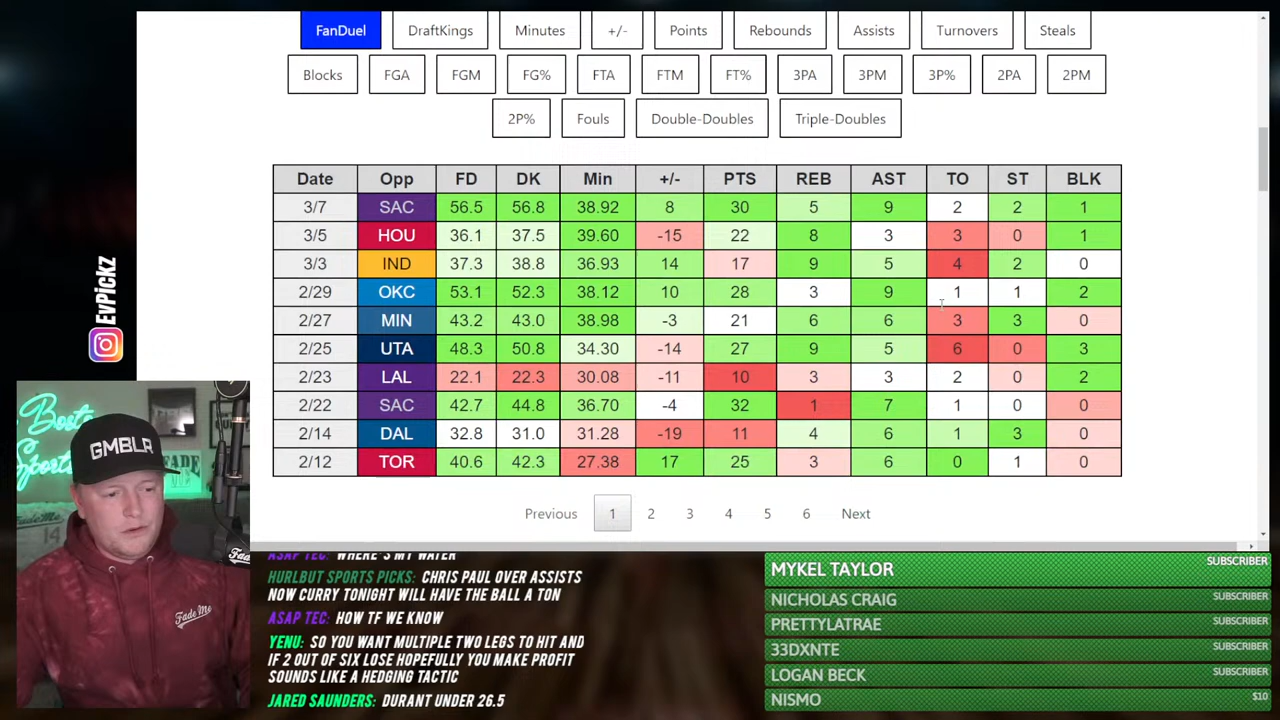 FanDuel DraftKings Minutes +/- Points Rebounds Assists Turnovers Steals
Blocks FGA FGM FG% FTA FTM FT% 3PA 3PM 3P% 2PA 2PM
2P% Fouls Double-Doubles Triple-Doubles
Date Opp FD DK Min +/- PTS REB AST TO ST BLK
3/7 SAC 56.5 56.8 38.92 8 30 5 9 2 2 1
3/5 HOU 36.1 37.5 39.60 -15 22 8 3 3 0 1
3/3 IND 37.3 38.8 36.93 14 17 9 5 4 2 0
2/29 OKC 53.1 52.3 38.12 10 28 3 9 1 1 2
2/27 MIN 43.2 43.0 38.98 -3 21 6 6 3 3 0
2/25 UTA 48.3 50.8 34.30 -14 27 9 5 6 0 3
2/23 LAL 22.1 22.3 30.08 -11 10 3 3 2 0 2
2/22 SAC 42.7 44.8 36.70 -4 32 1 7 1 0 0
2/14 DAL 32.8 31.0 31.28 -19 11 4 6 1 3 0
2/12 TOR 40.6 42.3 27.38 17 25 3 6 0 1 0
Previous 1 2 3 4 5 6 Next
@EvPickz
GMBLR
Fade Me
ASAP TEC: WHERE'S MY WATER
HURLBUT SPORTS PICKS: CHRIS PAUL OVER ASSISTS
NOW CURRY TONIGHT WILL HAVE THE BALL A TON
ASAP TEC: HOW TF WE KNOW
YENU: SO YOU WANT MULTIPLE TWO LEGS TO HIT AND
IF 2 OUT OF SIX LOSE HOPEFULLY YOU MAKE PROFIT
SOUNDS LIKE A HEDGING TACTIC
JARED SAUNDERS: DURANT UNDER 26.5
MYKEL TAYLOR SUBSCRIBER
NICHOLAS CRAIG SUBSCRIBER
PRETTYLATRAE SUBSCRIBER
33DXNTE SUBSCRIBER
LOGAN BECK SUBSCRIBER
NISMO $10